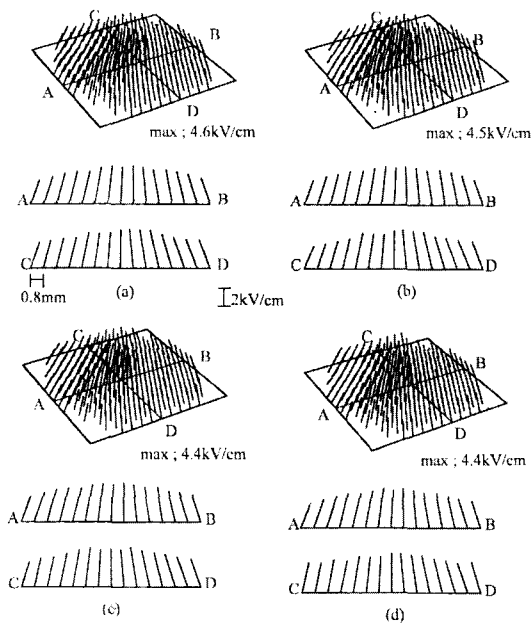 C
B
A
D
max ; 4.6kV/cm
A B
C D
0.8mm
(a)
2kV/cm
C
B
A
D
max ; 4.5kV/cm
A B
C D
(b)
C
B
A
D
max ; 4.4kV/cm
A B
C D
(c)
C
B
A
D
max ; 4.4kV/cm
A B
C D
(d)